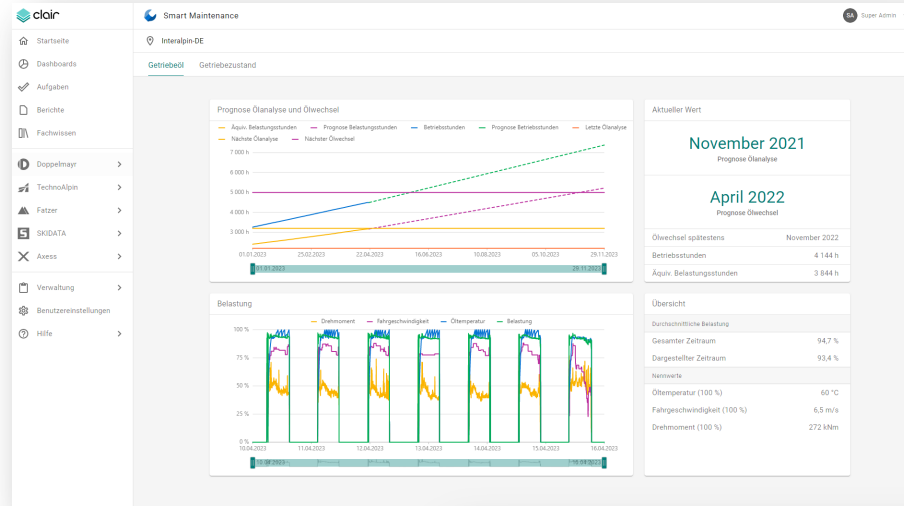 clair
Smart Maintenance
SA Super Admin
Startseite
Interalpin-DE
Dashboards
Getriebeöl Getriebezustand
Aufgaben
Berichte
Fachwissen
Doppelmayr
TechnoAlpin
Fatzer
SKIDATA
Axess
Verwaltung
Benutzereinstellungen
Hilfe
Prognose Ölanalyse und Ölwechsel
Äquiv. Belastungsstunden Prognose Belastungsstunden Betriebsstunden Prognose Betriebsstunden Letzte Ölanalyse
Nächste Ölanalyse Nächster Ölwechsel
7 000 h
6 000 h
5 000 h
4 000 h
3 000 h
01.01.2023 25.02.2023 22.04.2023 16.06.2023 10.08.2023 05.10.2023 29.11.2023
01.01.2023 29.11.2023
Aktueller Wert
November 2021
Prognose Ölanalyse
April 2022
Prognose Ölwechsel
Ölwechsel spätestens November 2022
Betriebsstunden 4 144 h
Äquiv. Belastungsstunden 3 844 h
Belastung
Drehmoment Fahrgeschwindigkeit Öltemperatur Belastung
100 %
75 %
50 %
25 %
0 %
10.04.2023 11.04.2023 12.04.2023 13.04.2023 14.04.2023 15.04.2023 16.04.2023
10.04.2023 16.04.2023
Übersicht
Durchschnittliche Belastung
Gesamter Zeitraum 94,7 %
Dargestellter Zeitraum 93,4 %
Nennwerte
Öltemperatur (100 %) 60 °C
Fahrgeschwindigkeit (100 %) 6,5 m/s
Drehmoment (100 %) 272 kNm